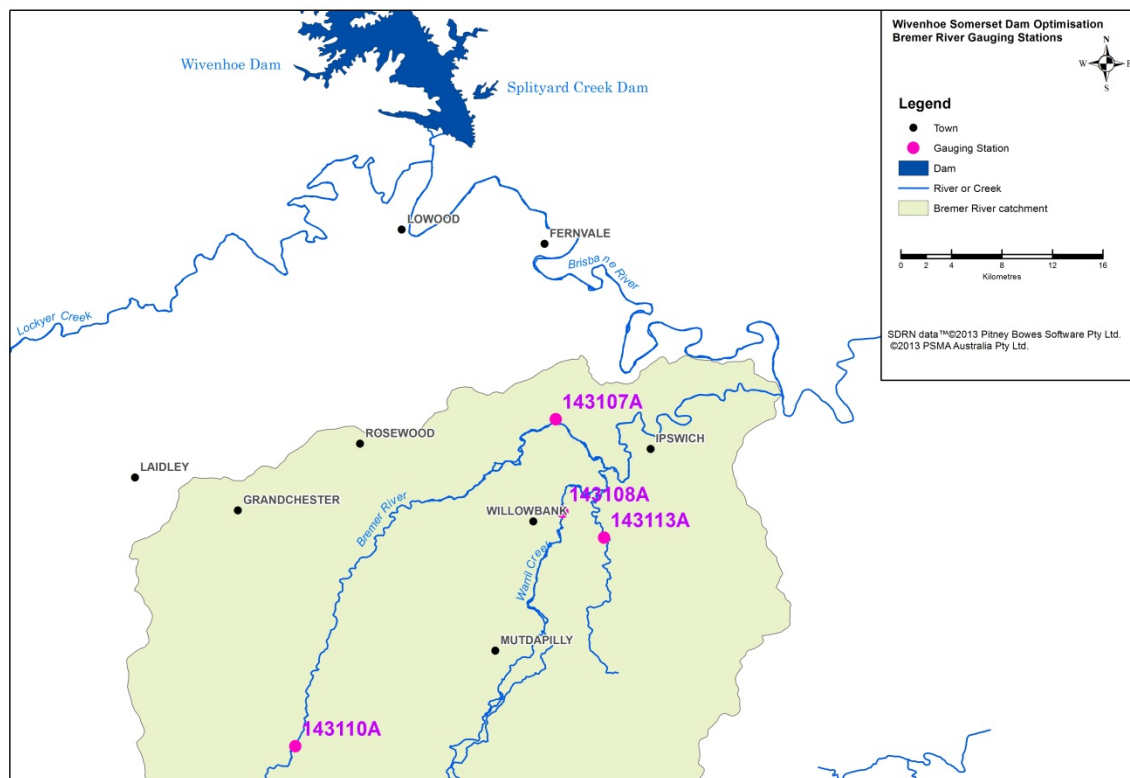 Wivenhoe Somerset Dam Optimisation
Bremer River Gauging Stations
N
W
E
S
Legend
Town
Gauging Station
Dam
River or Creek
Bremer River catchment
0 2 4 8 12 16
Kilometres
SDRN data™©2013 Pitney Bowes Software Pty Ltd.
©2013 PSMA Australia Pty Ltd.
Wivenhoe Dam
Splityard Creek Dam
LOWOOD
FERNVALE
Brisbane River
Lockyer Creek
143107A
ROSEWOOD
IPSWICH
LAIDLEY
GRANDCHESTER
Bremer River
143108A
WILLOWBANK
143113A
Warril Creek
MUTDAPILLY
143110A